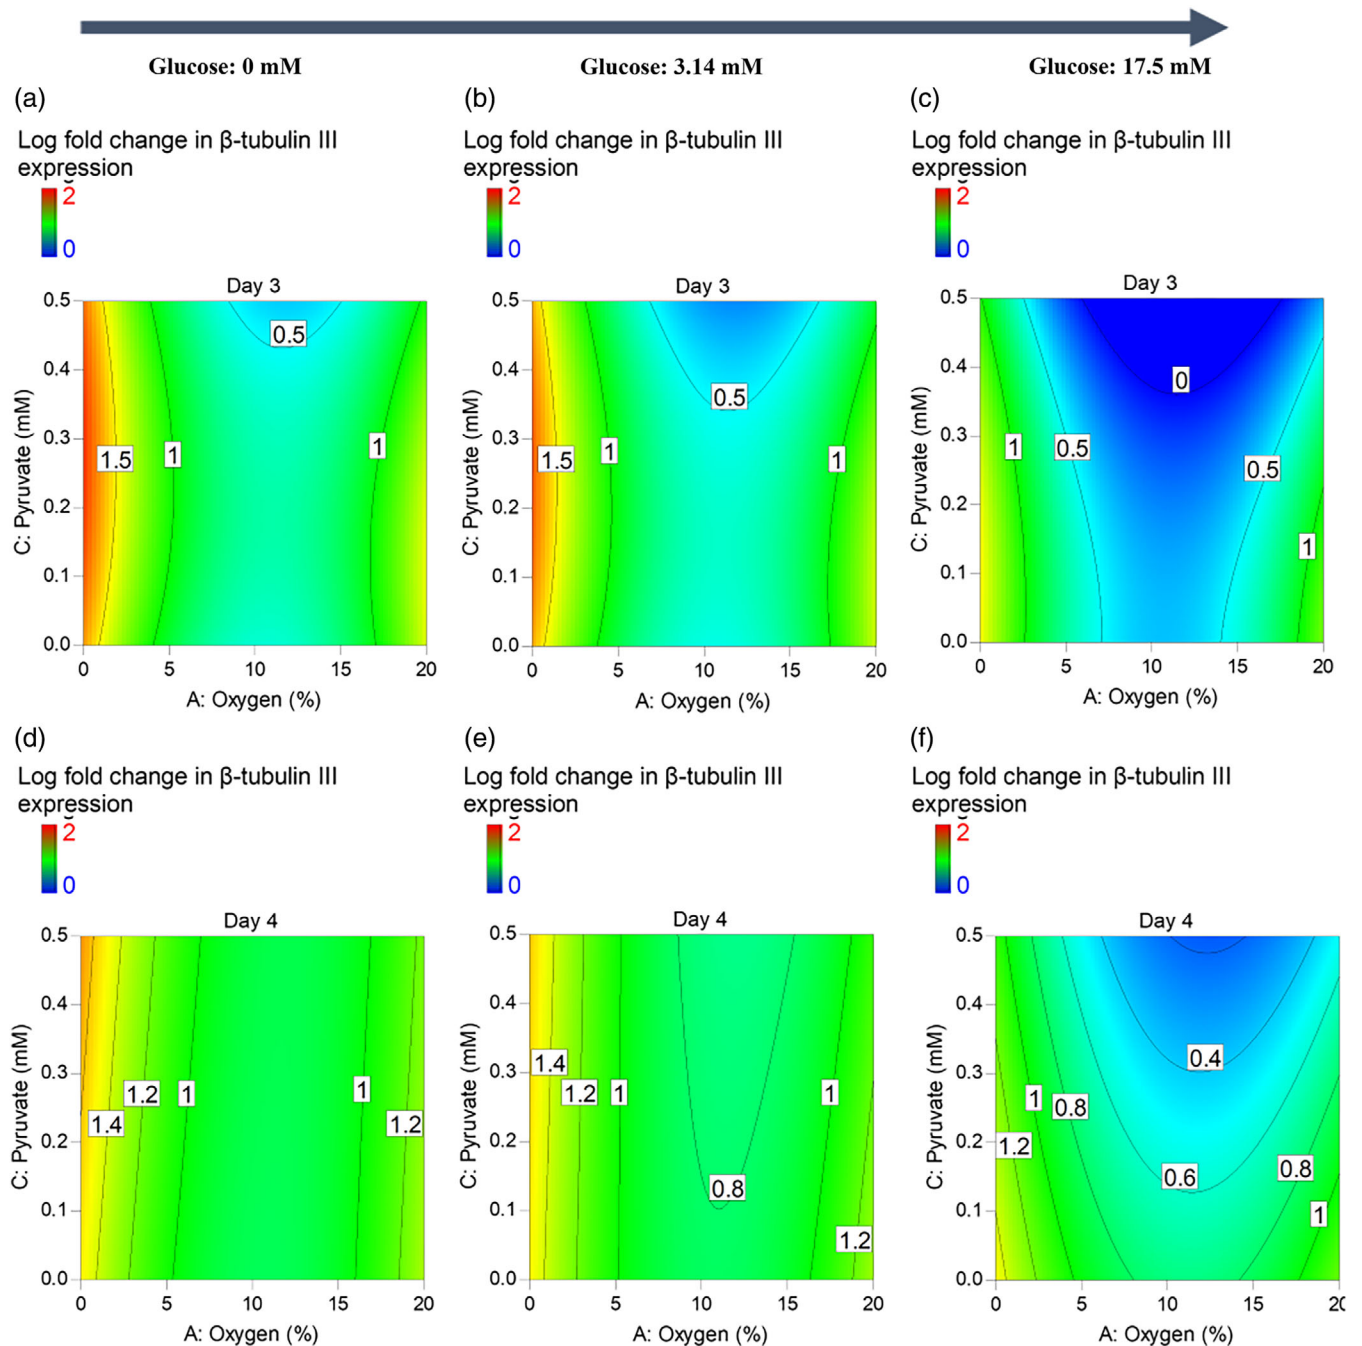 Glucose: 0 mM
Glucose: 3.14 mM
Glucose: 17.5 mM
(a)
(b)
(c)
Log fold change in β-tubulin III
expression
2
0
Log fold change in β-tubulin III
expression
2
0
Log fold change in β-tubulin III
expression
2
0
Day 3
C: Pyruvate (mM)
0.5
0.4
0.3
0.2
0.1
0.0
0.5
1.5
1
1
0
5
10
15
20
A: Oxygen (%)
Day 3
C: Pyruvate (mM)
0.5
0.4
0.3
0.2
0.1
0.0
0.5
1.5
1
1
0
5
10
15
20
A: Oxygen (%)
Day 3
C: Pyruvate (mM)
0.5
0.4
0.3
0.2
0.1
0.0
0
1
0.5
0.5
1
0
5
10
15
20
A: Oxygen (%)
(d)
(e)
(f)
Log fold change in β-tubulin III
expression
2
0
Log fold change in β-tubulin III
expression
2
0
Log fold change in β-tubulin III
expression
2
0
Day 4
C: Pyruvate (mM)
0.5
0.4
0.3
0.2
0.1
0.0
1.4
1.2
1
1
1.2
0
5
10
15
20
A: Oxygen (%)
Day 4
C: Pyruvate (mM)
0.5
0.4
0.3
0.2
0.1
0.0
1.4
1.2
1
0.8
1
1.2
0
5
10
15
20
A: Oxygen (%)
Day 4
C: Pyruvate (mM)
0.5
0.4
0.3
0.2
0.1
0.0
0.4
1
0.8
1.2
0.6
0.8
1
0
5
10
15
20
A: Oxygen (%)